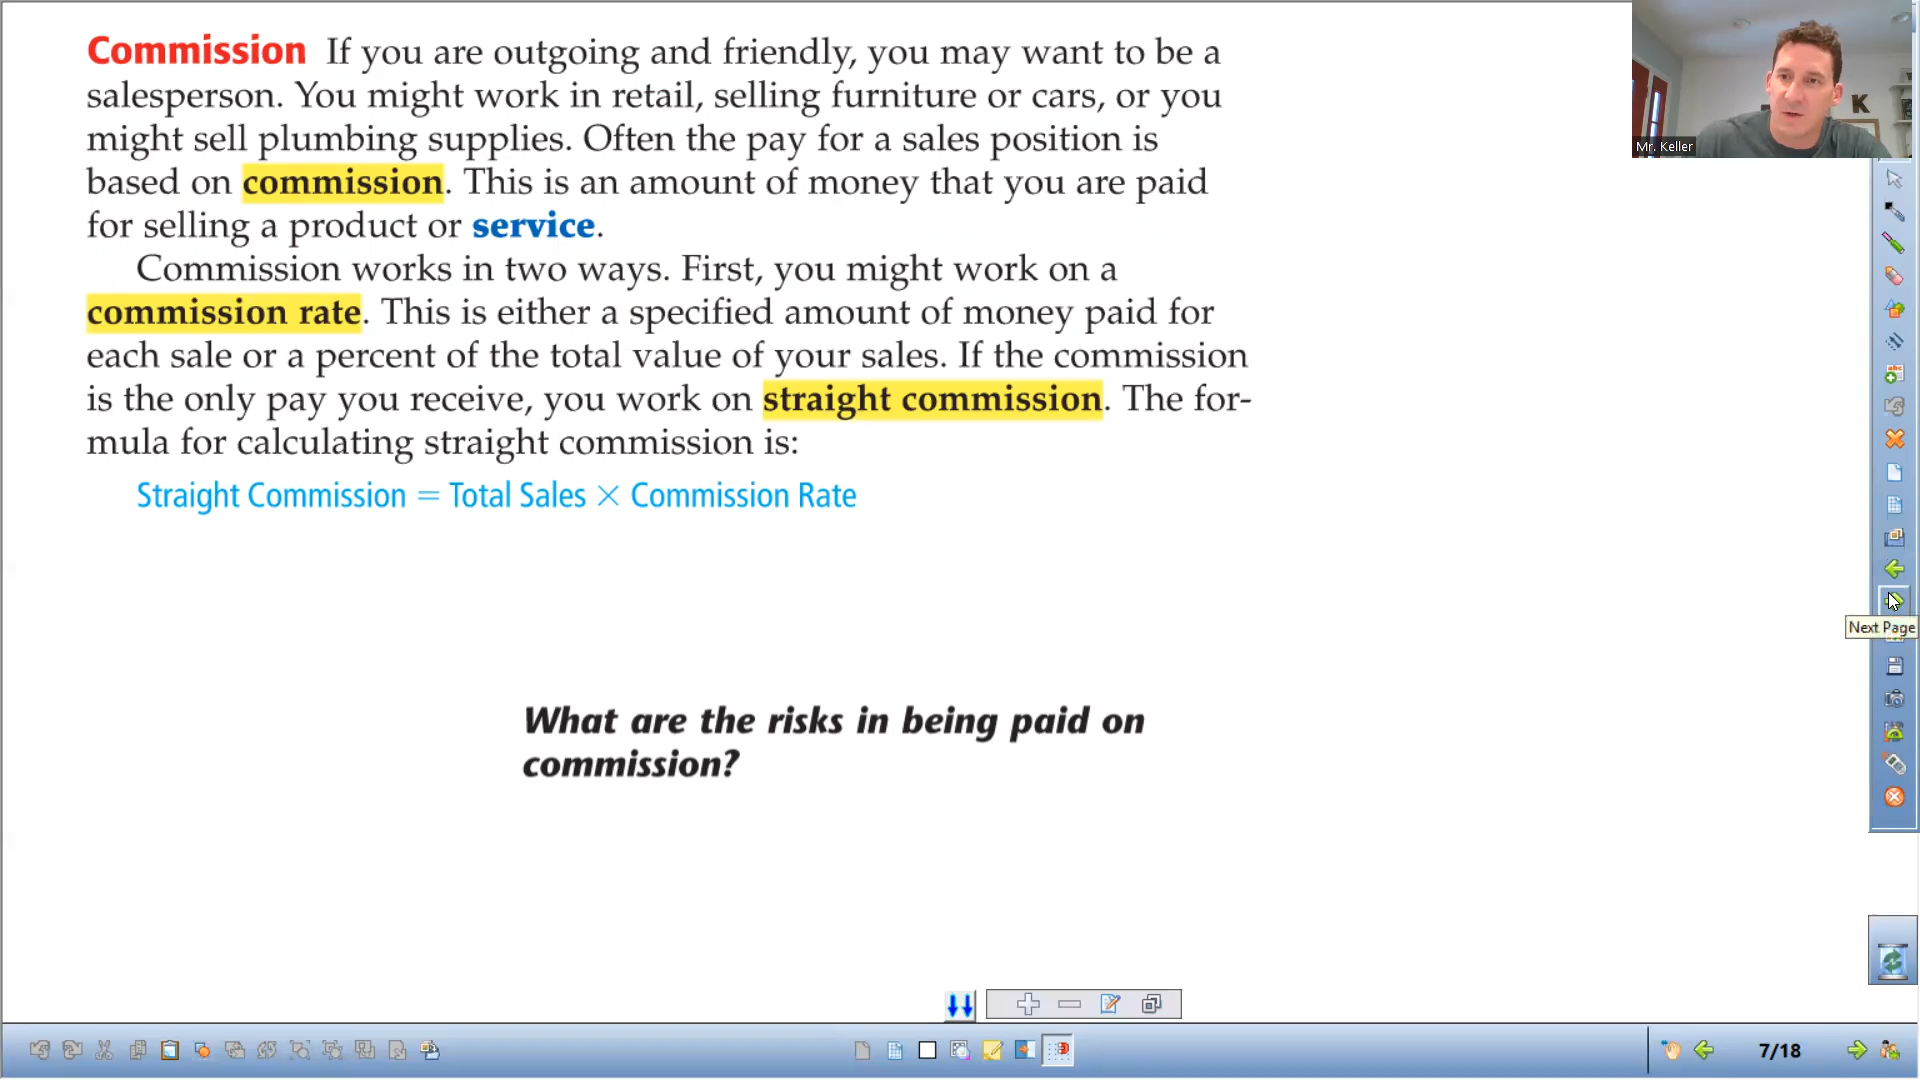 Commission If you are outgoing and friendly, you may want to be a
salesperson. You might work in retail, selling furniture or cars, or you
might sell plumbing supplies. Often the pay for a sales position is
based on commission. This is an amount of money that you are paid
for selling a product or service.
Commission works in two ways. First, you might work on a
commission rate. This is either a specified amount of money paid for
each sale or a percent of the total value of your sales. If the commission
is the only pay you receive, you work on straight commission. The for-
mula for calculating straight commission is:
Straight Commission = Total Sales × Commission Rate
What are the risks in being paid on
commission?
K
Mr. Keller
abc
Next Page
7/18